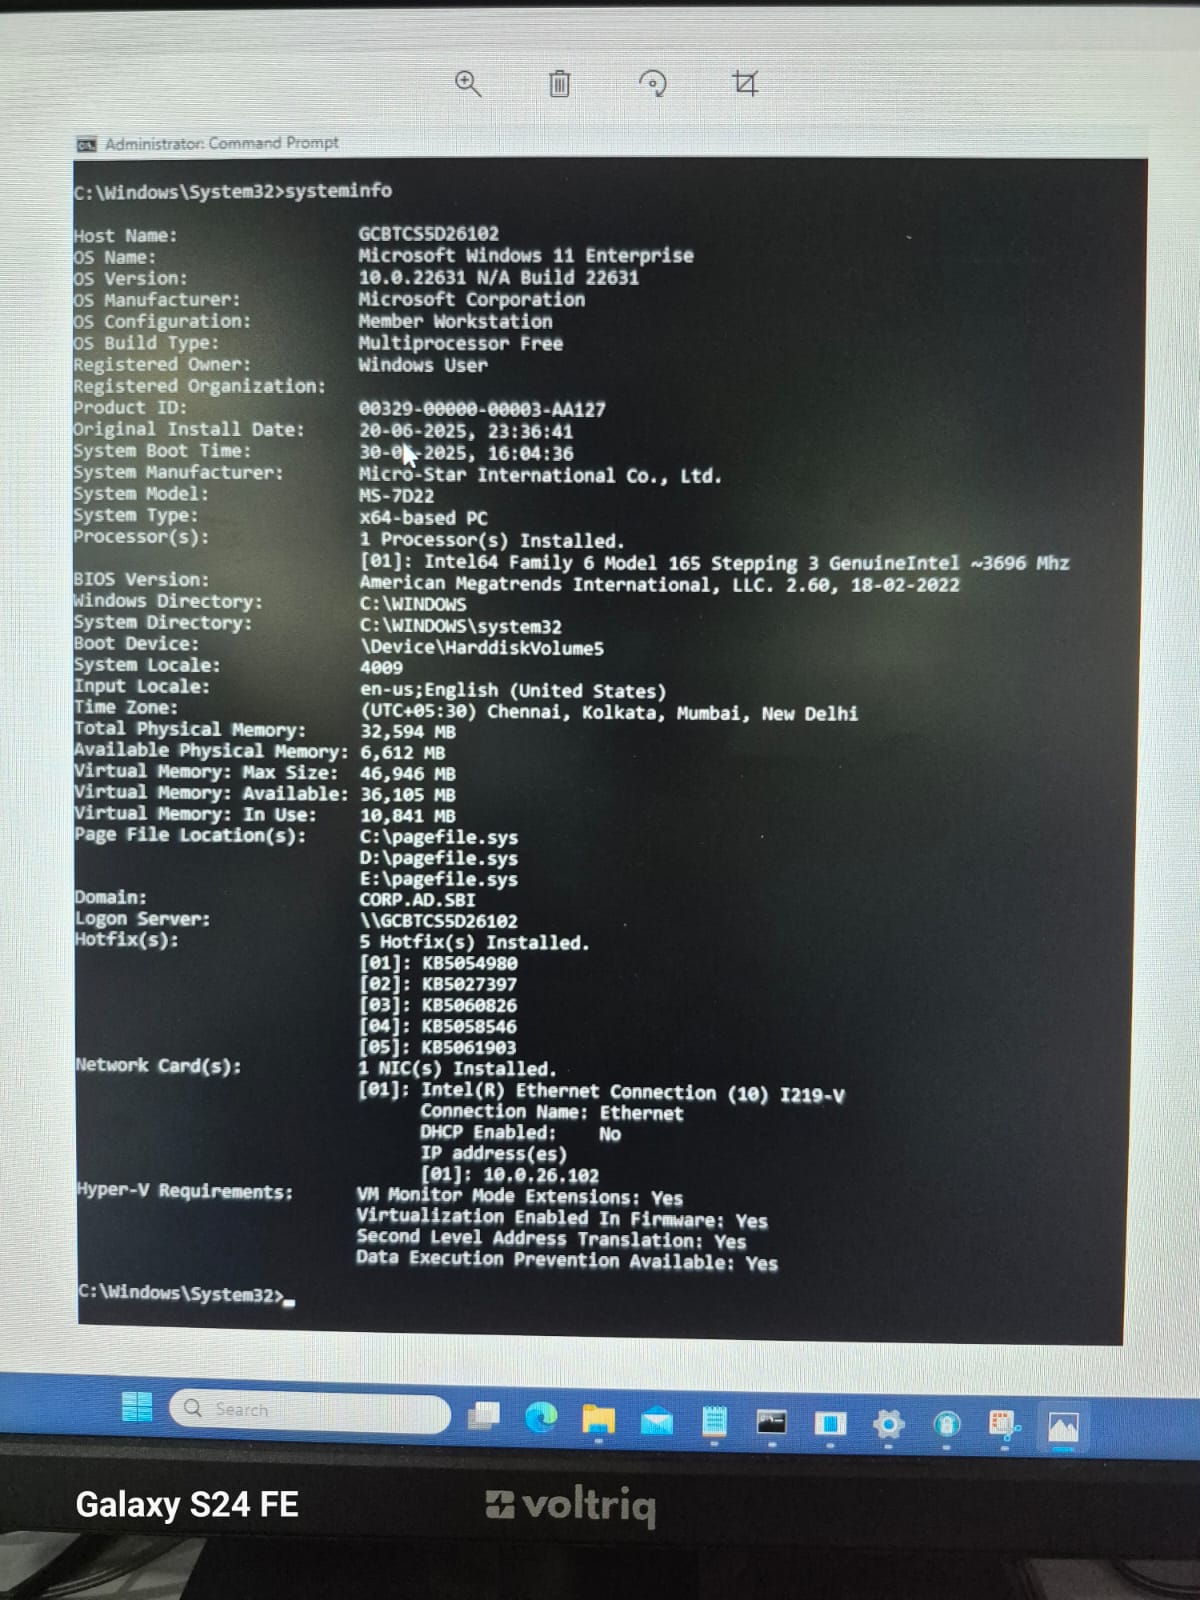 Administrator: Command Prompt
C:\Windows\System32>systeminfo
Host Name: GCBTCS5D26102
OS Name: Microsoft Windows 11 Enterprise
OS Version: 10.0.22631 N/A Build 22631
OS Manufacturer: Microsoft Corporation
OS Configuration: Member Workstation
OS Build Type: Multiprocessor Free
Registered Owner: Windows User
Registered Organization:
Product ID: 00329-00000-00003-AA127
Original Install Date: 20-06-2025, 23:36:41
System Boot Time: 30-0 -2025, 16:04:36
System Manufacturer: Micro-Star International Co., Ltd.
System Model: MS-7D22
System Type: x64-based PC
Processor(s): 1 Processor(s) Installed.
[01]: Intel64 Family 6 Model 165 Stepping 3 GenuineIntel ~3696 Mhz
BIOS Version: American Megatrends International, LLC. 2.60, 18-02-2022
Windows Directory: C:\WINDOWS
System Directory: C:\WINDOWS\system32
Boot Device: \Device\HarddiskVolume5
System Locale: 4009
Input Locale: en-us;English (United States)
Time Zone: (UTC+05:30) Chennai, Kolkata, Mumbai, New Delhi
Total Physical Memory: 32,594 MB
Available Physical Memory: 6,612 MB
Virtual Memory: Max Size: 46,946 MB
Virtual Memory: Available: 36,105 MB
Virtual Memory: In Use: 10,841 MB
Page File Location(s): C:\pagefile.sys
D:\pagefile.sys
E:\pagefile.sys
Domain: CORP.AD.SBI
Logon Server: \\GCBTCS5D26102
Hotfix(s): 5 Hotfix(s) Installed.
[01]: KB5054980
[02]: KB5027397
[03]: KB5060826
[04]: KB5058546
[05]: KB5061903
Network Card(s): 1 NIC(s) Installed.
[01]: Intel(R) Ethernet Connection (10) I219-V
Connection Name: Ethernet
DHCP Enabled: No
IP address(es)
[01]: 10.0.26.102
Hyper-V Requirements: VM Monitor Mode Extensions: Yes
Virtualization Enabled In Firmware: Yes
Second Level Address Translation: Yes
Data Execution Prevention Available: Yes
C:\Windows\System32>
Search
Galaxy S24 FE
voltriq